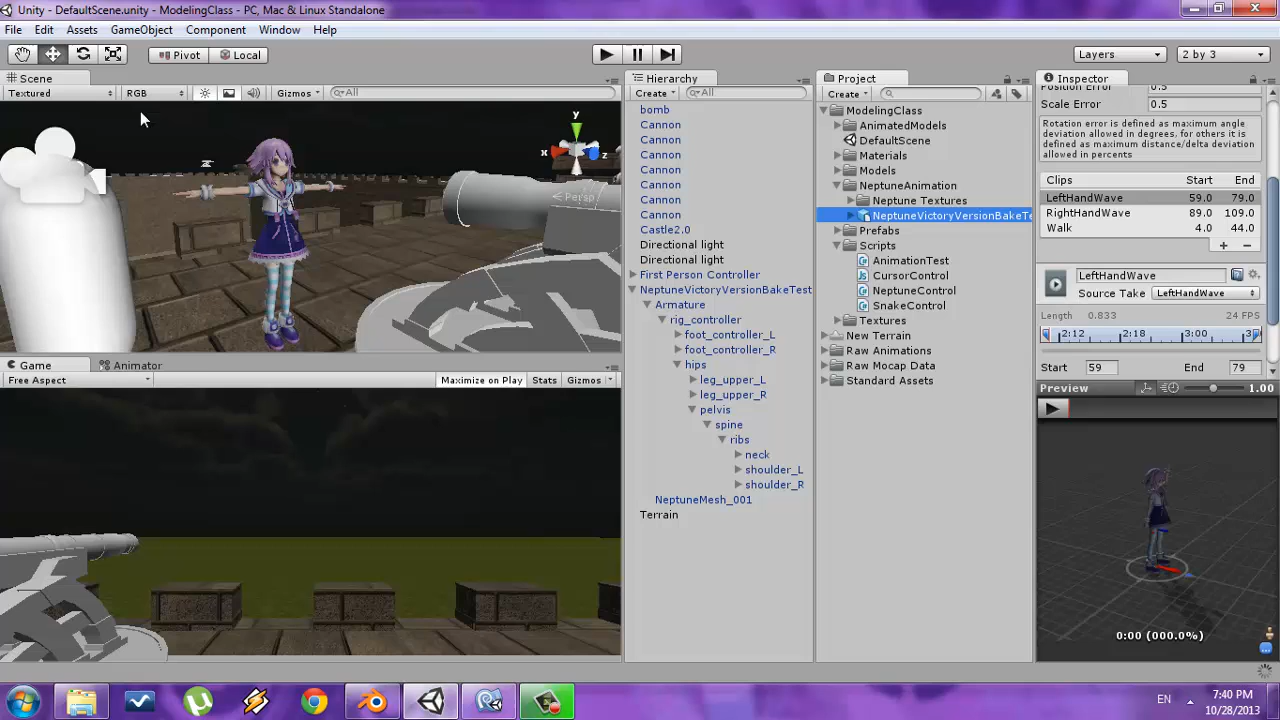 Unity - DefaultScene.unity - ModelingClass - PC, Mac & Linux Standalone
File Edit Assets GameObject Component Window Help
Pivot Local Layers 2 by 3
Scene
Textured RGB Gizmos All
y
x
z
Persp
Game Animator
Free Aspect Maximize on Play Stats Gizmos
Hierarchy
Create All
bomb
Cannon
Cannon
Cannon
Cannon
Cannon
Cannon
Cannon
Castle2.0
Directional light
Directional light
First Person Controller
NeptuneVictoryVersionBakeTest
Armature
rig_controller
foot_controller_L
foot_controller_R
hips
leg_upper_L
leg_upper_R
pelvis
spine
ribs
neck
shoulder_L
shoulder_R
NeptuneMesh_001
Terrain
Project
Create
ModelingClass
AnimatedModels
DefaultScene
Materials
Models
NeptuneAnimation
Neptune Textures
NeptuneVictoryVersionBakeTe
Prefabs
Scripts
AnimationTest
CursorControl
NeptuneControl
SnakeControl
Textures
New Terrain
Raw Animations
Raw Mocap Data
Standard Assets
Inspector
Position Error 0.5
Scale Error 0.5
Rotation error is defined as maximum angle
deviation allowed in degrees, for others it is
defined as maximum distance/delta deviation
allowed in percents
Clips Start End
LeftHandWave 59.0 79.0
RightHandWave 89.0 109.0
Walk 4.0 44.0
LeftHandWave
Source Take LeftHandWave
Length 0.833 24 FPS
2:12 2:18 3:00
Start 59 End 79
Preview 1.00
0:00 (000.0%)
EN
7:40 PM
10/28/2013